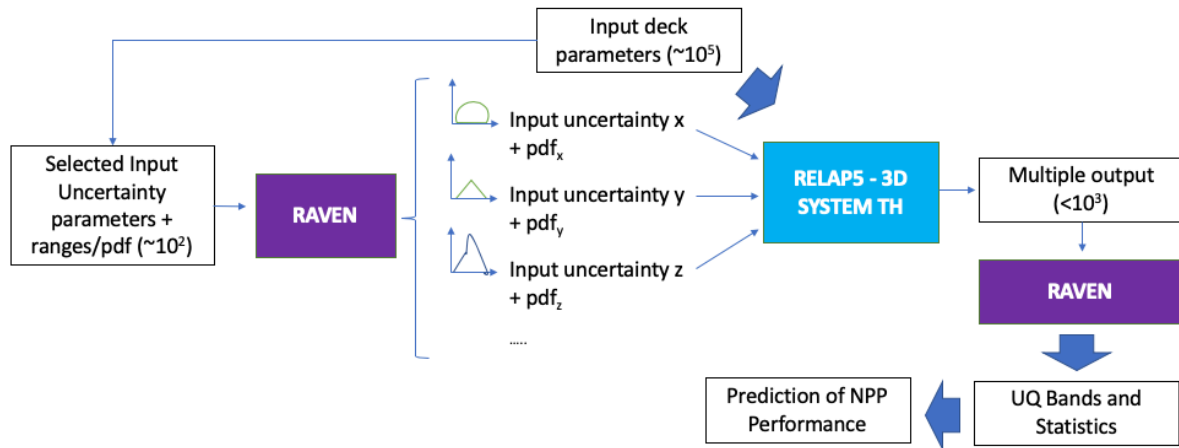 Input deck
parameters (~10⁵)
Selected Input
Uncertainty
parameters +
ranges/pdf (~10²)
RAVEN
Input uncertainty x
+ pdfₓ
Input uncertainty y
+ pdf_y
Input uncertainty z
+ pdf_z
.....
RELAP5 - 3D
SYSTEM TH
Multiple output
(<10³)
RAVEN
UQ Bands and
Statistics
Prediction of NPP
Performance